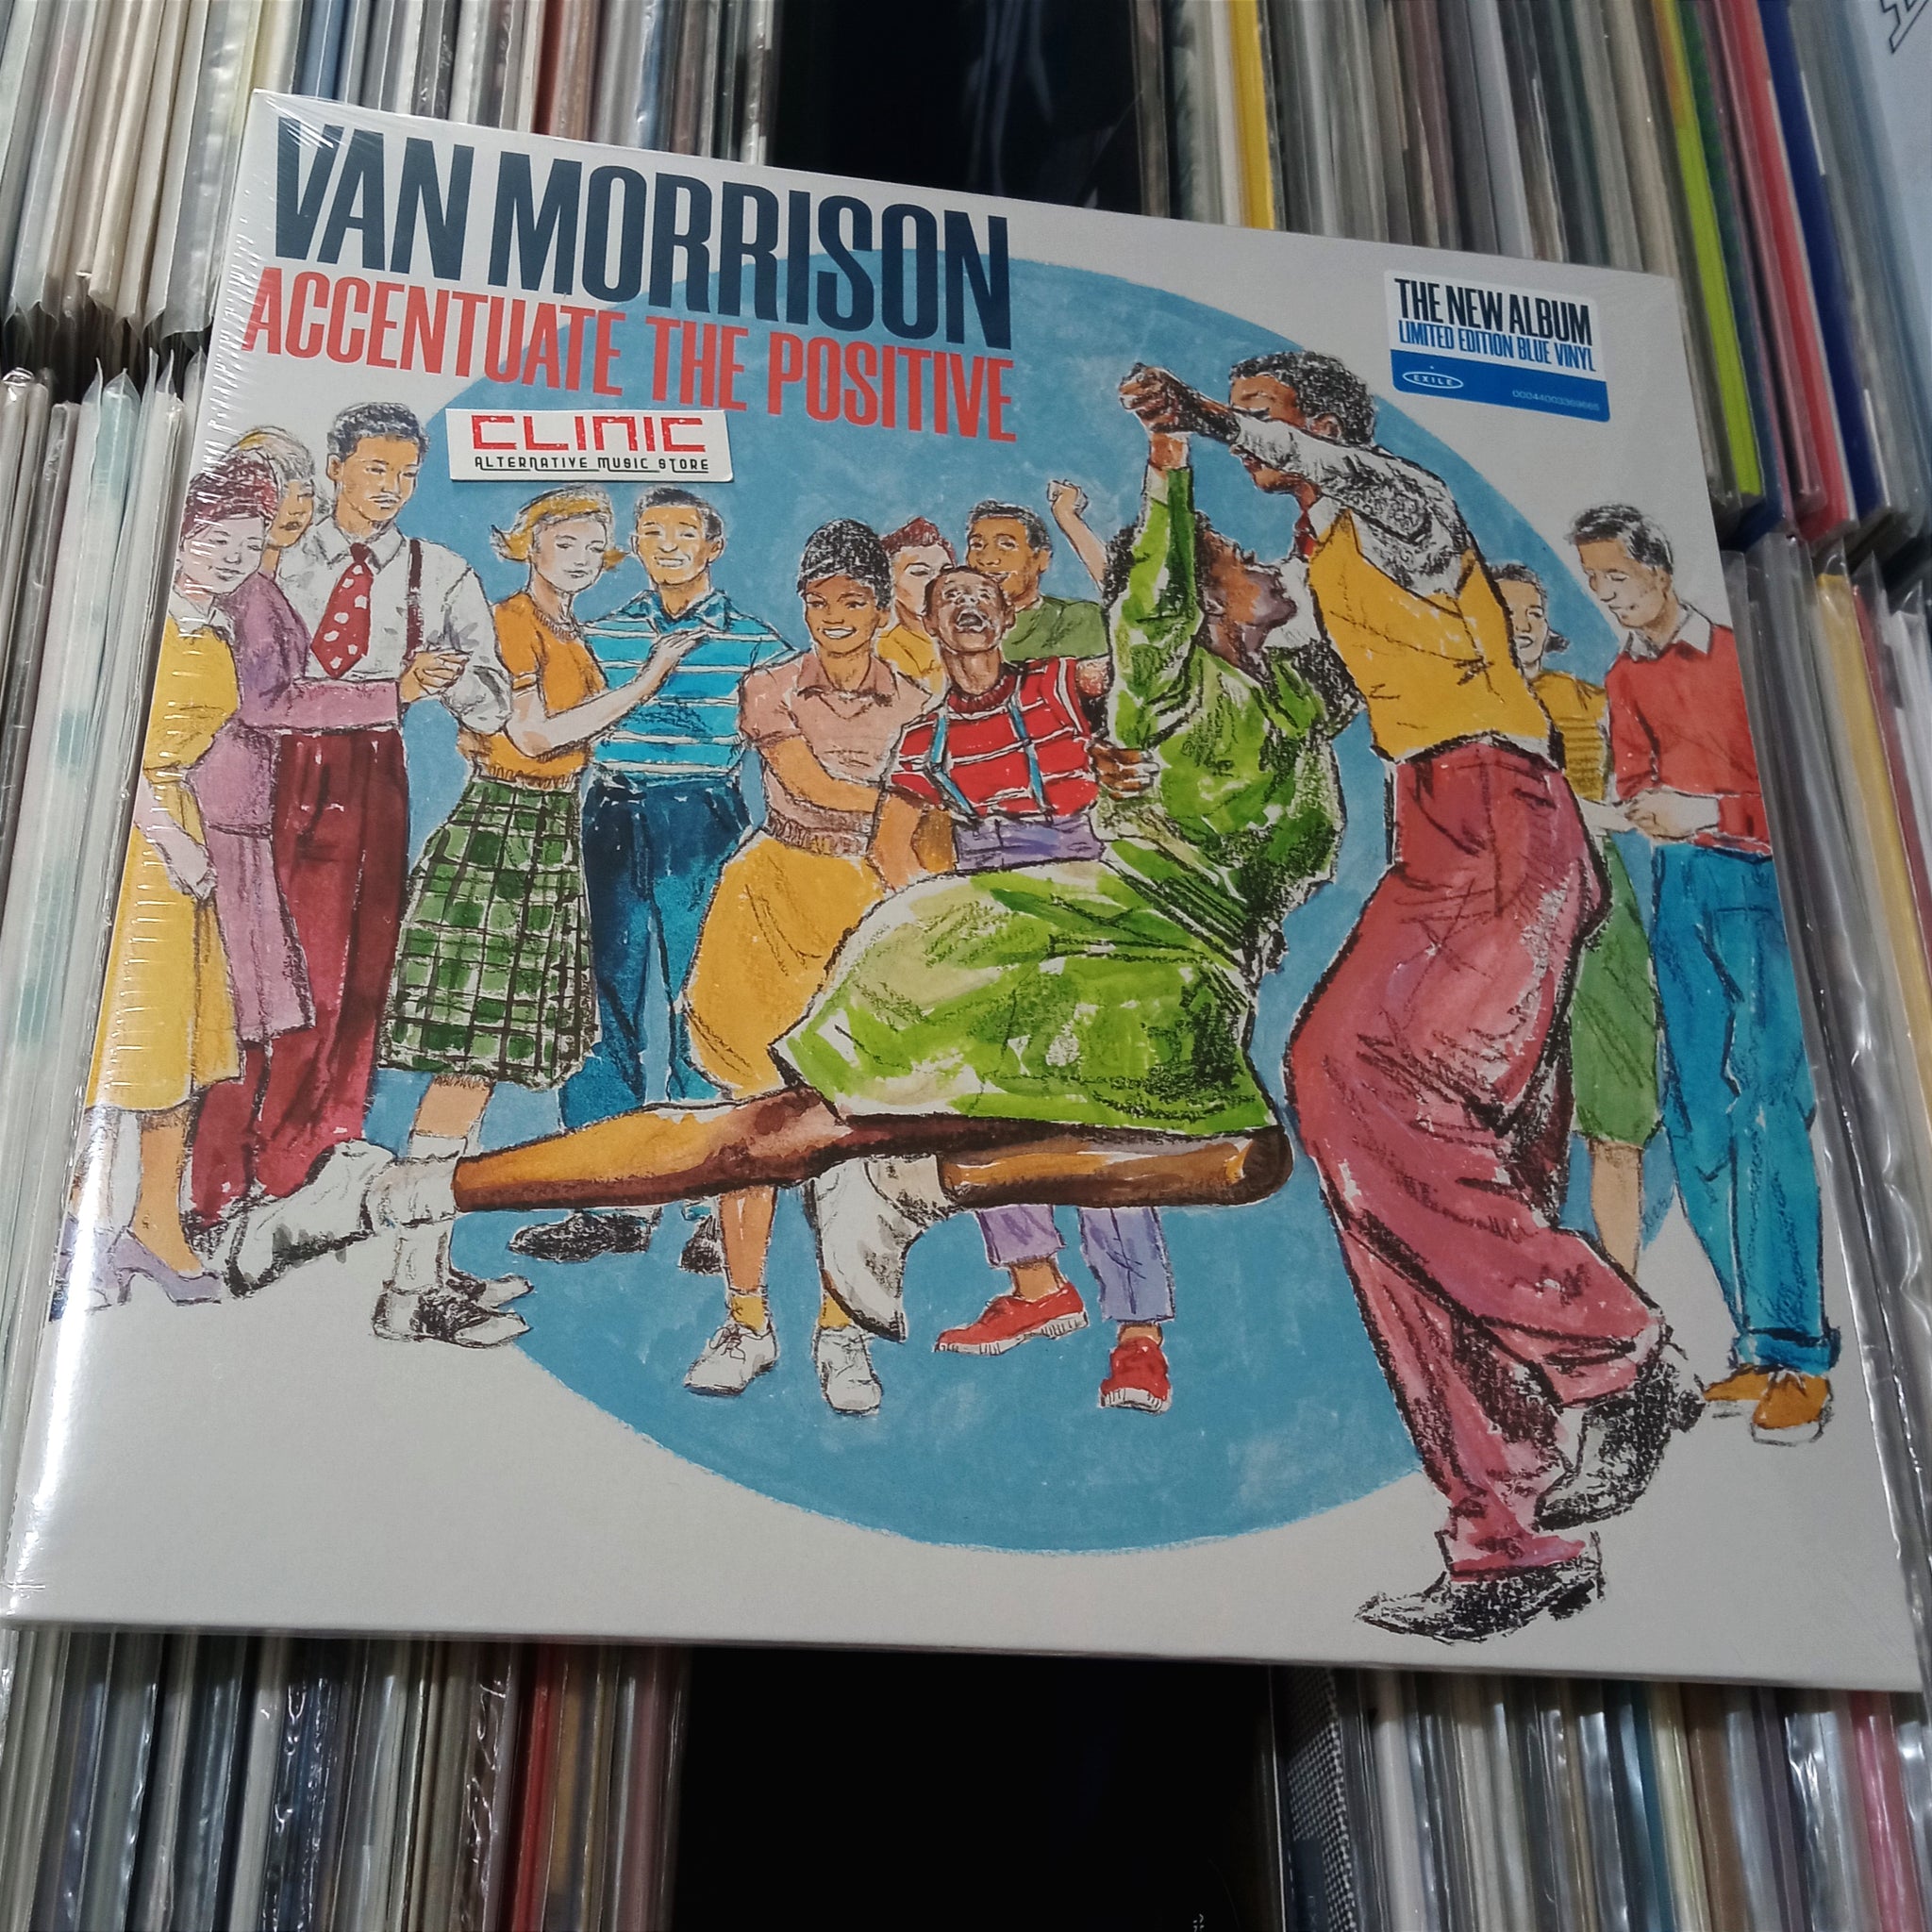 VAN MORRISON
ACCENTUATE THE POSITIVE
CLINIC
ALTERNATIVE MUSIC STORE
THE NEW ALBUM
LIMITED EDITION BLUE VINYL
EXILE